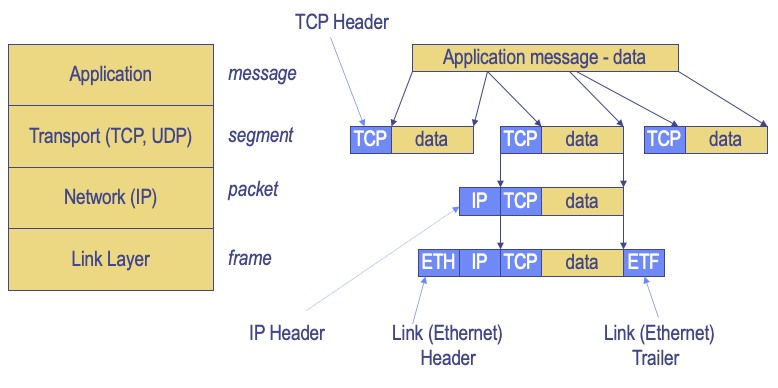 TCP Header
Application message - data
Application
message
Transport (TCP, UDP)
segment
TCP data
TCP data
TCP data
Network (IP)
packet
IP TCP data
Link Layer
frame
ETH IP TCP data ETF
IP Header
Link (Ethernet)
Header
Link (Ethernet)
Trailer